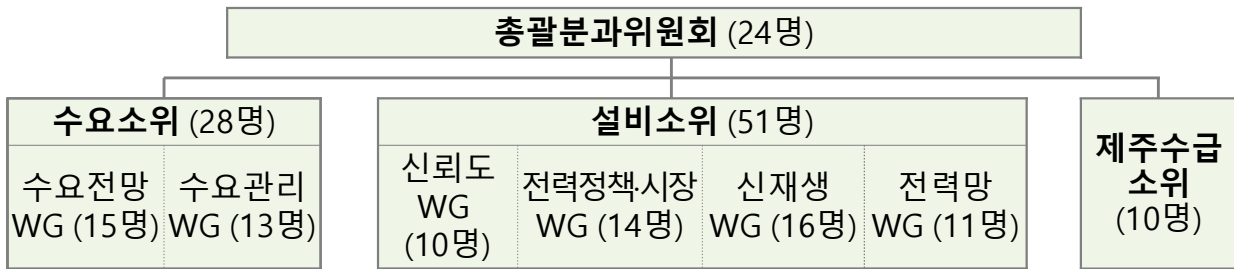 총괄분과위원회 (24명)
수요소위 (28명)
수요전망
WG (15명)
수요관리
WG (13명)
설비소위 (51명)
신뢰도
WG
(10명)
전력정책·시장
WG (14명)
신재생
WG (16명)
전력망
WG (11명)
제주수급
소위
(10명)